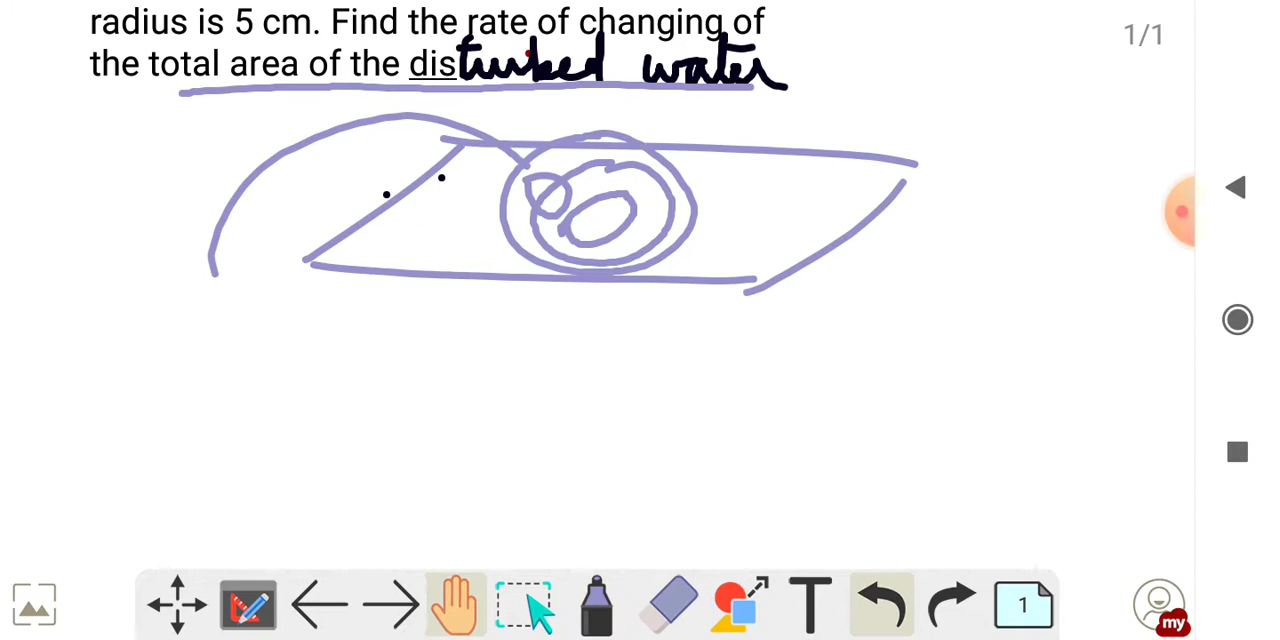 radius is 5 cm. Find the rate of changing of
1/1
the total area of the disturbed water
T
1
my